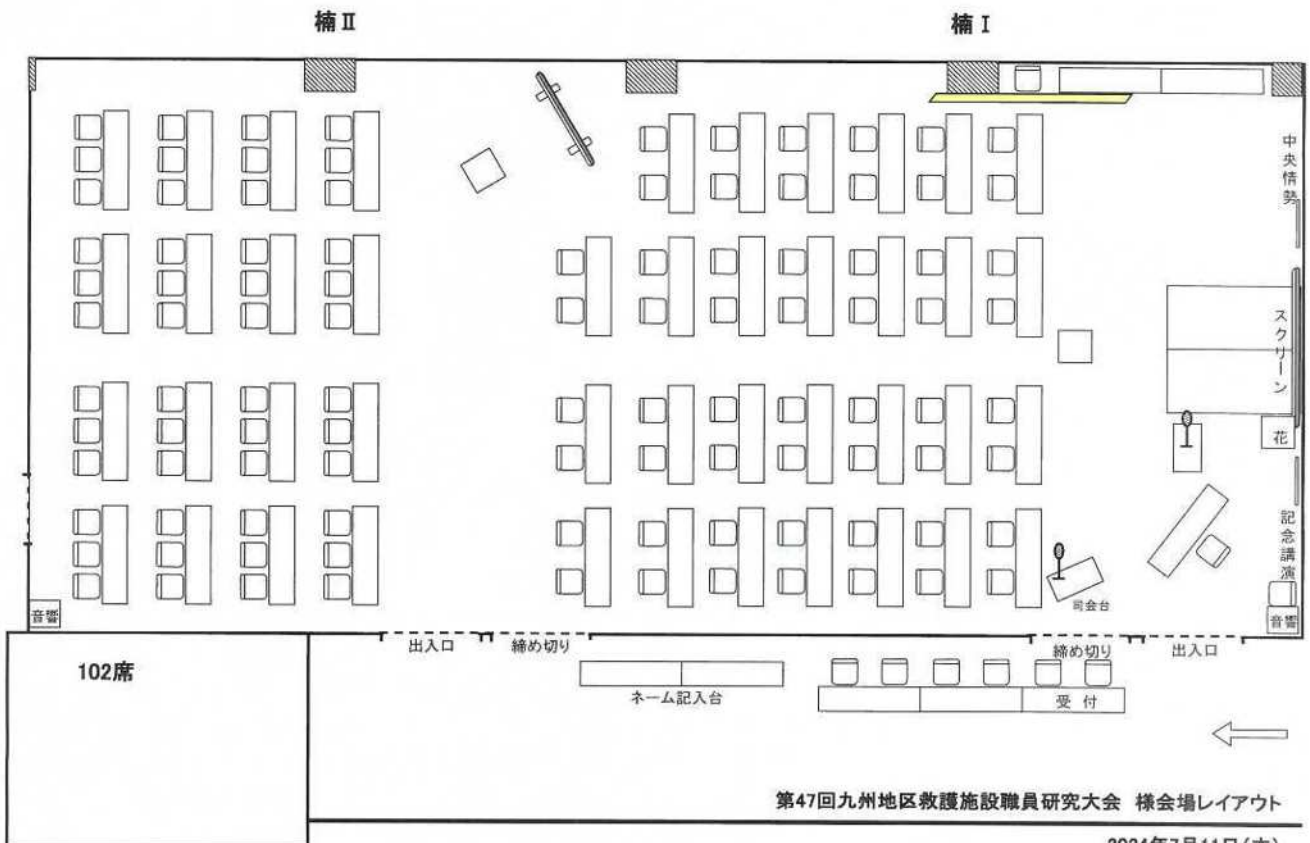 楠Ⅱ
楠Ⅰ
中央情勢
スクリーン
花
記念講演
司会台
音響
音響
出入口
締め切り
締め切り
出入口
102席
ネーム記入台
受付
第47回九州地区救護施設職員研究大会 様会場レイアウト